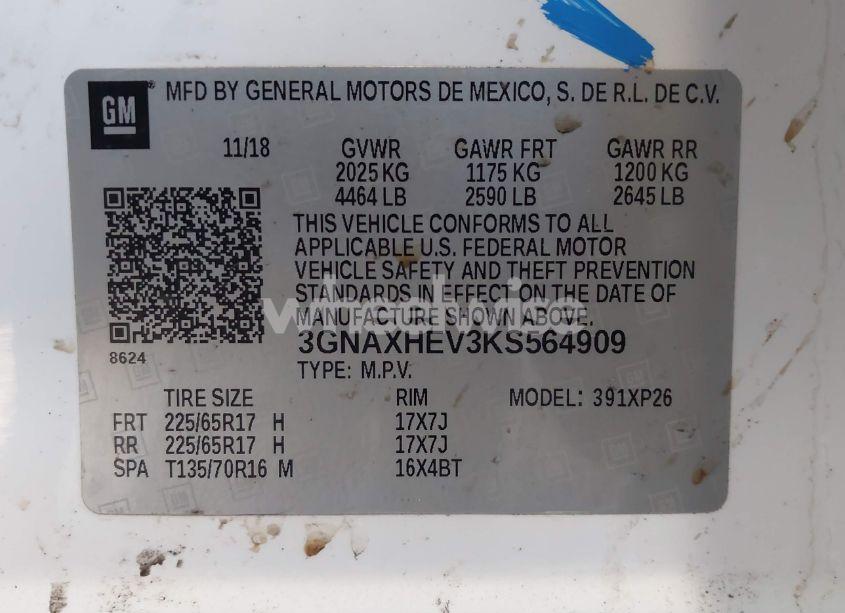 GM ® MFD BY GENERAL MOTORS DE MEXICO, S. DE R.L. DE C.V.
11/18 GVWR GAWR FRT GAWR RR
2025 KG 1175 KG 1200 KG
4464 LB 2590 LB 2645 LB
THIS VEHICLE CONFORMS TO ALL
APPLICABLE U.S. FEDERAL MOTOR
VEHICLE SAFETY AND THEFT PREVENTION
STANDARDS IN EFFECT ON THE DATE OF
MANUFACTURE SHOWN ABOVE.
wheelwire
8624 3GNAXHEV3KS564909
TYPE: M.P.V.
TIRE SIZE RIM MODEL: 391XP26
FRT 225/65R17 H 17X7J
RR 225/65R17 H 17X7J
SPA T135/70R16 M 16X4BT